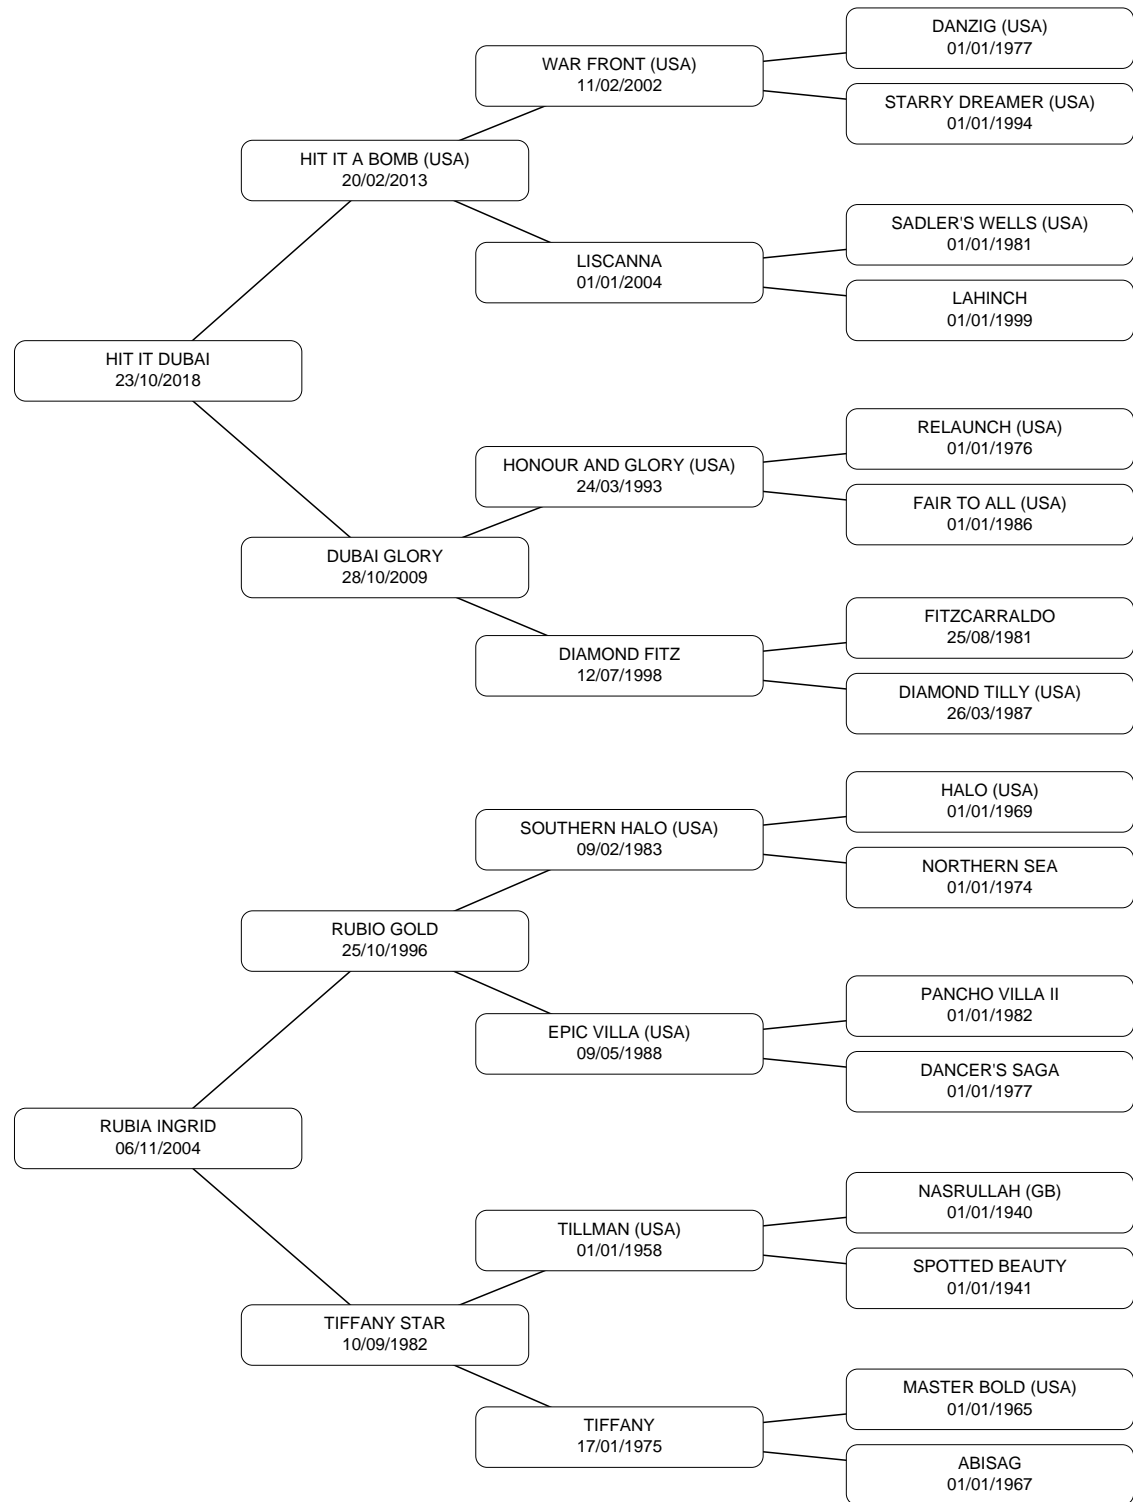 DANZIG (USA)
01/01/1977
WAR FRONT (USA)
11/02/2002
STARRY DREAMER (USA)
01/01/1994
HIT IT A BOMB (USA)
20/02/2013
SADLER'S WELLS (USA)
01/01/1981
LISCANNA
01/01/2004
LAHINCH
01/01/1999
HIT IT DUBAI
23/10/2018
RELAUNCH (USA)
01/01/1976
HONOUR AND GLORY (USA)
24/03/1993
FAIR TO ALL (USA)
01/01/1986
DUBAI GLORY
28/10/2009
FITZCARRALDO
25/08/1981
DIAMOND FITZ
12/07/1998
DIAMOND TILLY (USA)
26/03/1987
HALO (USA)
01/01/1969
SOUTHERN HALO (USA)
09/02/1983
NORTHERN SEA
01/01/1974
RUBIO GOLD
25/10/1996
PANCHO VILLA II
01/01/1982
EPIC VILLA (USA)
09/05/1988
DANCER'S SAGA
01/01/1977
RUBIA INGRID
06/11/2004
NASRULLAH (GB)
01/01/1940
TILLMAN (USA)
01/01/1958
SPOTTED BEAUTY
01/01/1941
TIFFANY STAR
10/09/1982
MASTER BOLD (USA)
01/01/1965
TIFFANY
17/01/1975
ABISAG
01/01/1967